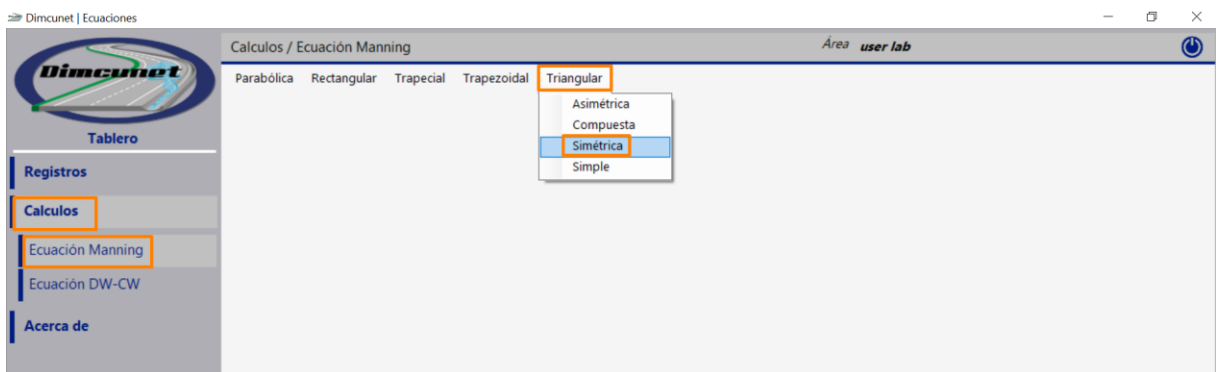 Dimcunet | Ecuaciones
Dimcunet
Tablero
Registros
Calculos
Ecuación Manning
Ecuación DW-CW
Acerca de
Calculos / Ecuación Manning
Área user lab
Parabólica Rectangular Trapecial Trapezoidal Triangular
Asimétrica
Compuesta
Simétrica
Simple